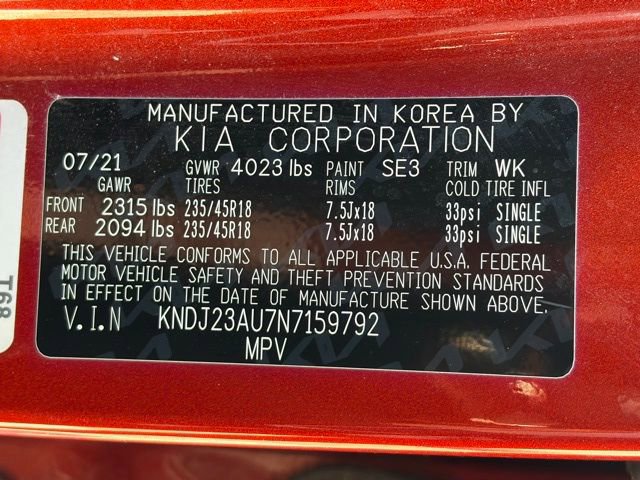 MANUFACTURED IN KOREA BY
KIA CORPORATION
07/21 GVWR 4023 lbs PAINT SE3 TRIM WK
GAWR TIRES RIMS COLD TIRE INFL
FRONT 2315 lbs 235/45R18 7.5Jx18 33psi SINGLE
REAR 2094 lbs 235/45R18 7.5Jx18 33psi SINGLE
THIS VEHICLE CONFORMS TO ALL APPLICABLE U.S.A. FEDERAL
MOTOR VEHICLE SAFETY AND THEFT PREVENTION STANDARDS
IN EFFECT ON THE DATE OF MANUFACTURE SHOWN ABOVE.
V.I.N KNDJ23AU7N7159792
MPV
T68